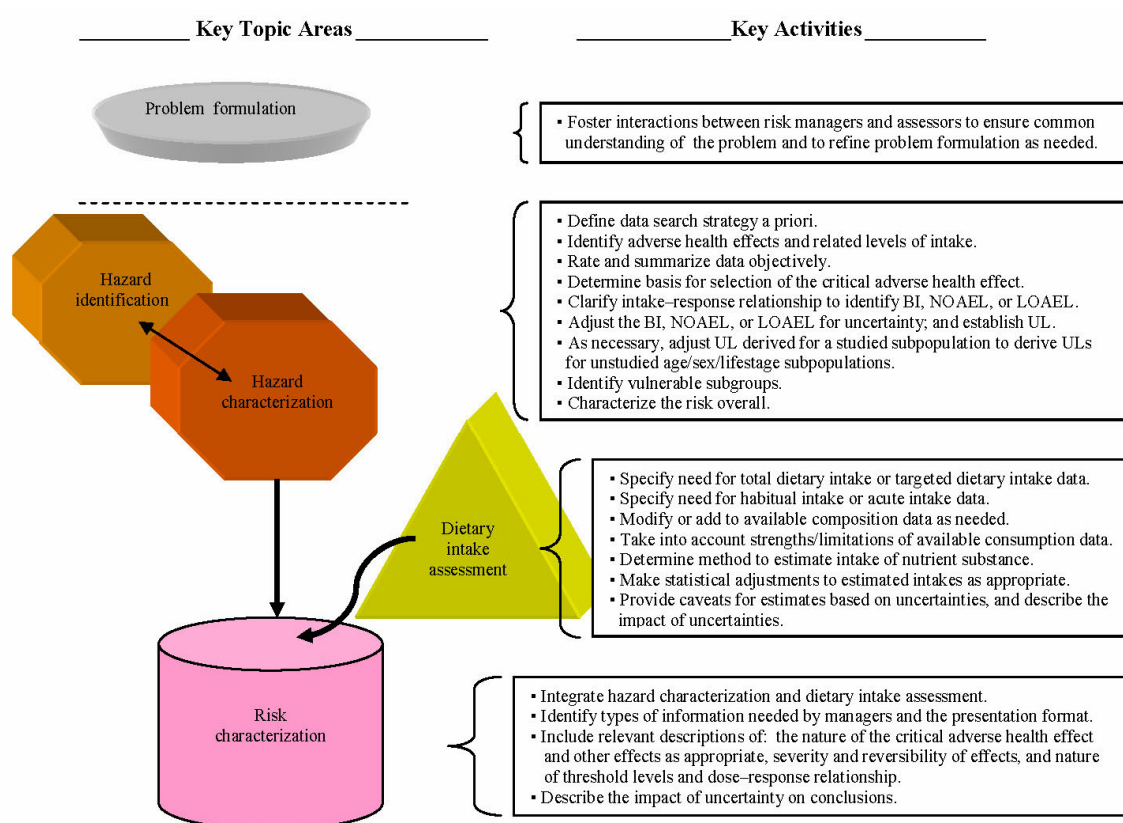 Key Topic Areas
Key Activities
Problem formulation
▪ Foster interactions between risk managers and assessors to ensure common
understanding of the problem and to refine problem formulation as needed.
Hazard
identification
Hazard
characterization
▪ Define data search strategy a priori.
▪ Identify adverse health effects and related levels of intake.
▪ Rate and summarize data objectively.
▪ Determine basis for selection of the critical adverse health effect.
▪ Clarify intake–response relationship to identify BI, NOAEL, or LOAEL.
▪ Adjust the BI, NOAEL, or LOAEL for uncertainty; and establish UL.
▪ As necessary, adjust UL derived for a studied subpopulation to derive ULs
for unstudied age/sex/lifestage subpopulations.
▪ Identify vulnerable subgroups.
▪ Characterize the risk overall.
Dietary
intake
assessment
▪ Specify need for total dietary intake or targeted dietary intake data.
▪ Specify need for habitual intake or acute intake data.
▪ Modify or add to available composition data as needed.
▪ Take into account strengths/limitations of available consumption data.
▪ Determine method to estimate intake of nutrient substance.
▪ Make statistical adjustments to estimated intakes as appropriate.
▪ Provide caveats for estimates based on uncertainties, and describe the
impact of uncertainties.
Risk
characterization
▪ Integrate hazard characterization and dietary intake assessment.
▪ Identify types of information needed by managers and the presentation format.
▪ Include relevant descriptions of: the nature of the critical adverse health effect
and other effects as appropriate, severity and reversibility of effects, and nature
of threshold levels and dose–response relationship.
▪ Describe the impact of uncertainty on conclusions.